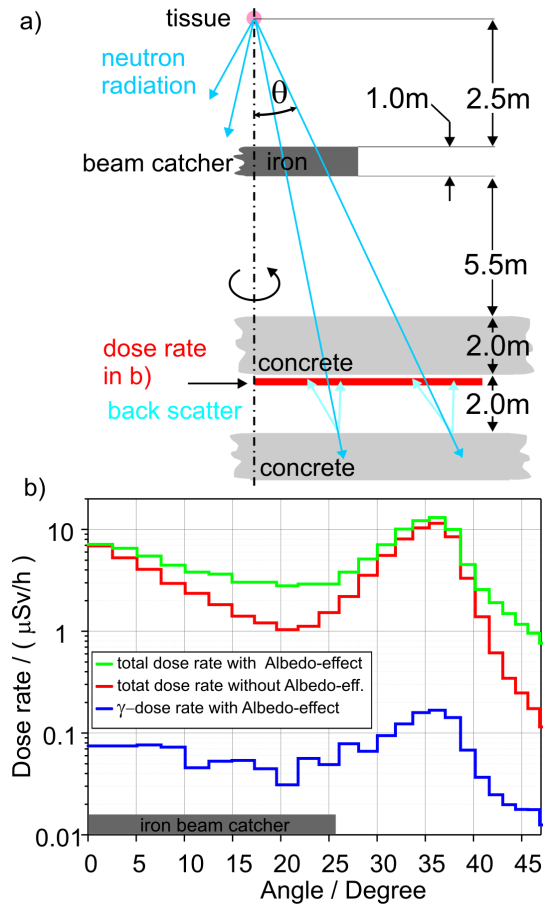 a)
tissue
neutron
radiation
θ
1.0m
2.5m
beam catcher
iron
5.5m
2.0m
dose rate
in b)
concrete
back scatter
2.0m
concrete
b)
Dose rate / ( μSv/h )
10
1
0.1
0.01
total dose rate with Albedo-effect
total dose rate without Albedo-eff.
γ-dose rate with Albedo-effect
iron beam catcher
0 5 10 15 20 25 30 35 40 45
Angle / Degree